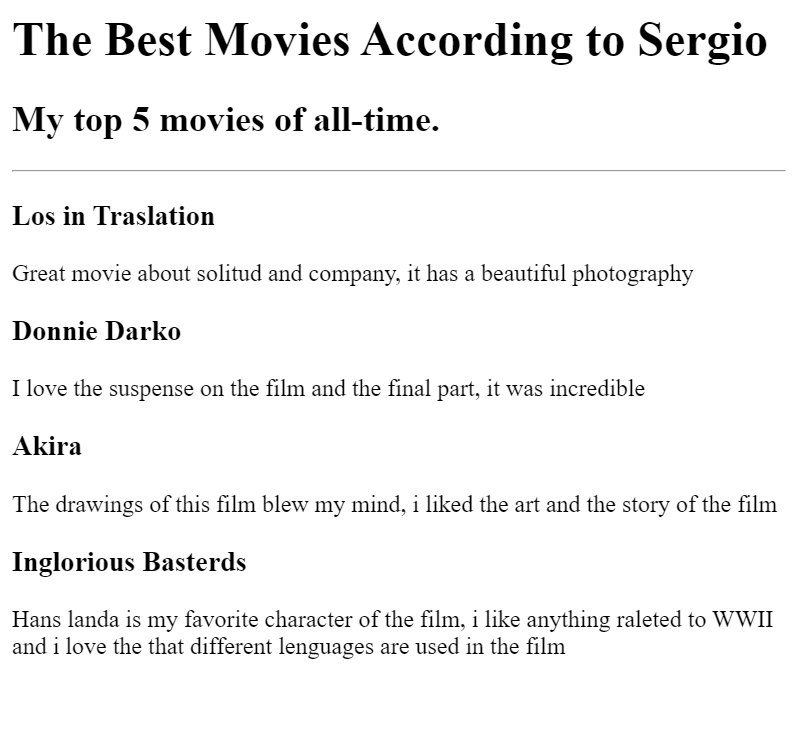 The Best Movies According to Sergio
My top 5 movies of all-time.
Los in Traslation
Great movie about solitud and company, it has a beautiful photography
Donnie Darko
I love the suspense on the film and the final part, it was incredible
Akira
The drawings of this film blew my mind, i liked the art and the story of the film
Inglorious Basterds
Hans landa is my favorite character of the film, i like anything raleted to WWII
and i love the that different lenguages are used in the film